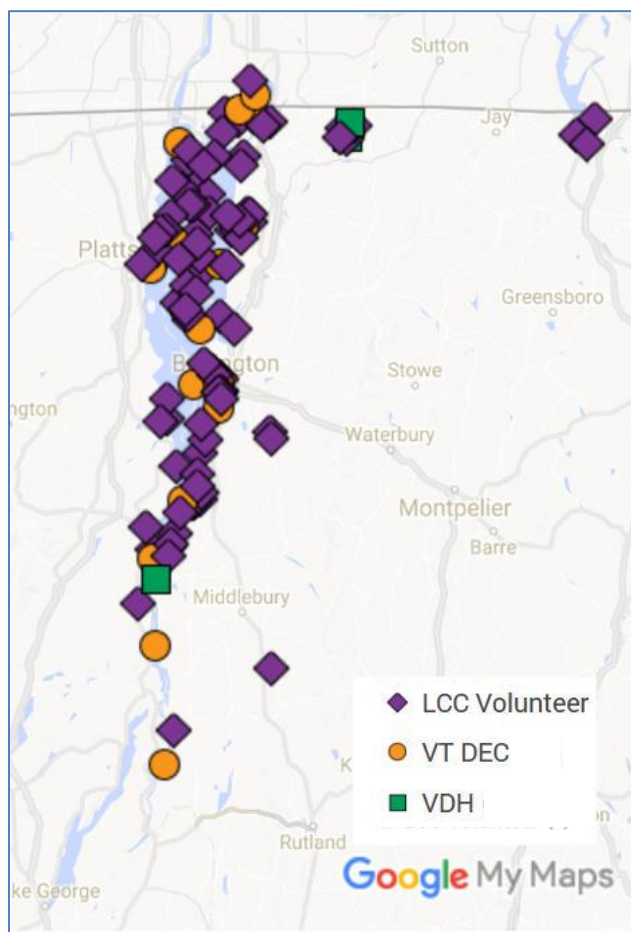 Sutton
Jay
Platts
Greensboro
Stowe
ngton
Waterbury
Montpelier
Barre
Middlebury
LCC Volunteer
VT DEC
VDH
Rutland
ke George
Google My Maps